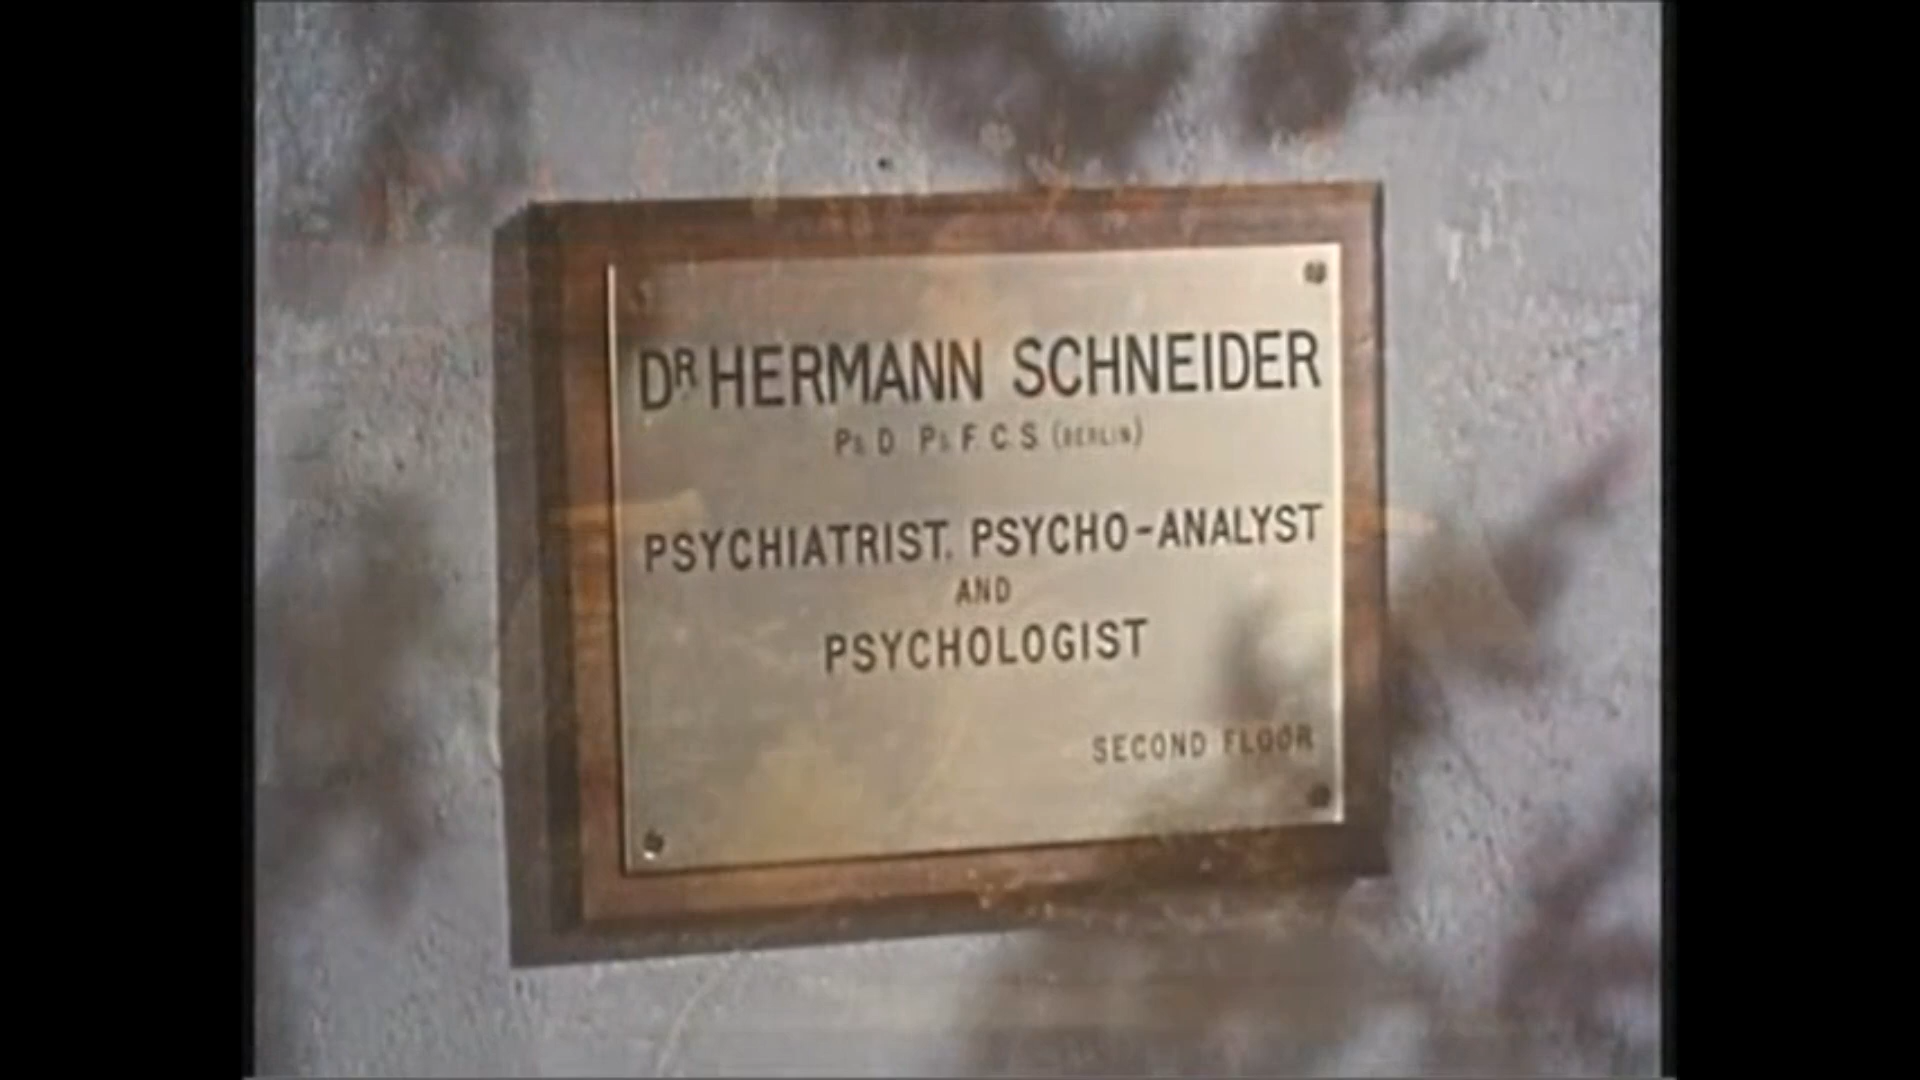 DR HERMANN SCHNEIDER
Ps D Ps F C S (BERLIN)
PSYCHIATRIST, PSYCHO-ANALYST
AND
PSYCHOLOGIST
SECOND FLOOR